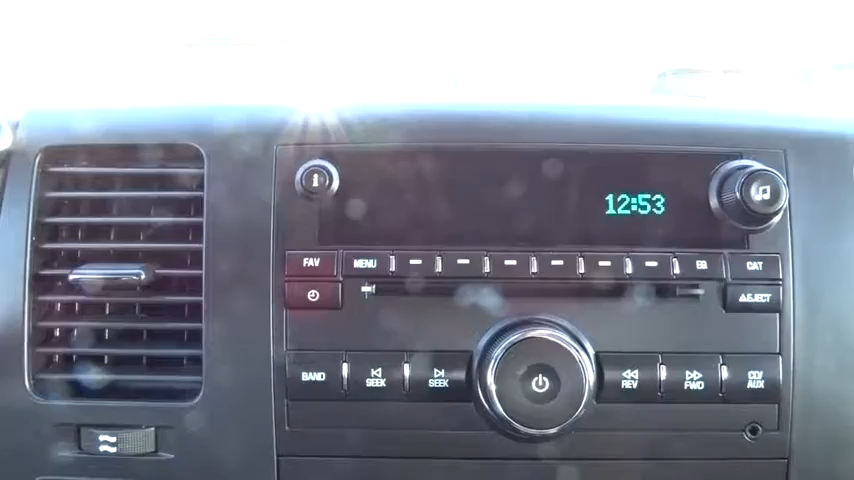 12:53
FAV
MENU
EQ
CAT
EJECT
BAND
SEEK
SEEK
REV
FWD
CD/
AUX